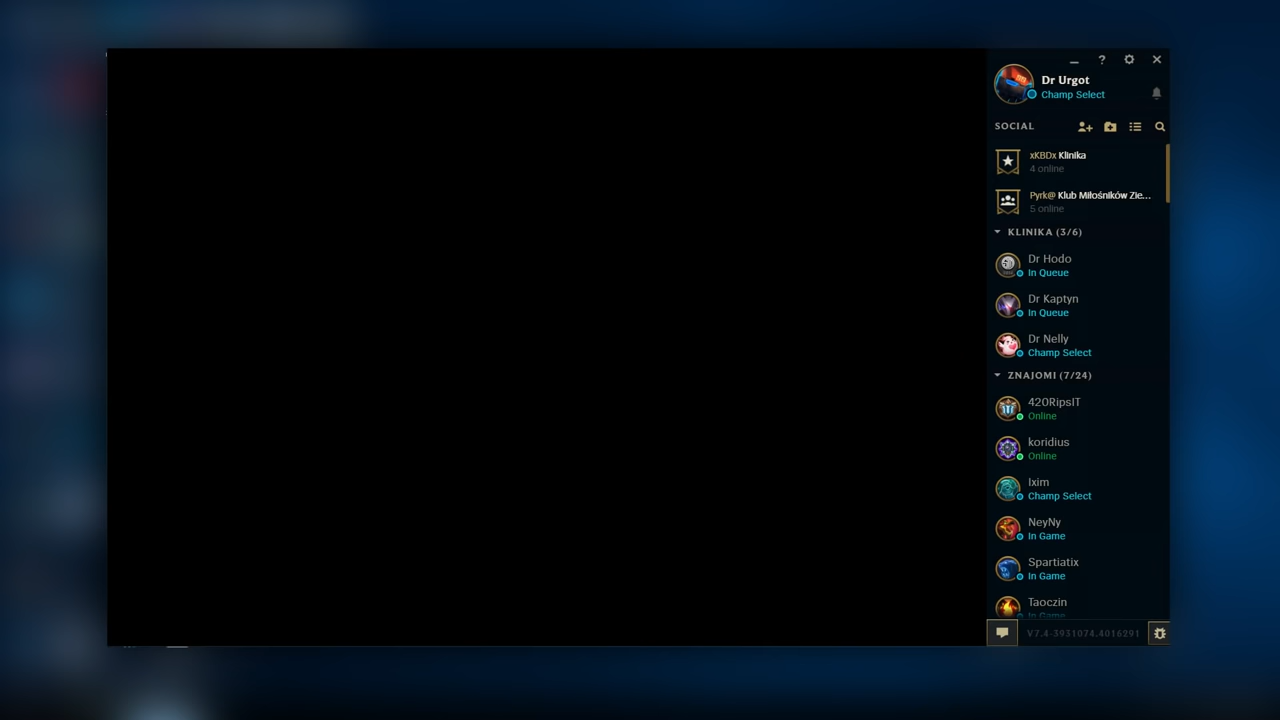 ?
Dr Urgot
Champ Select
SOCIAL
xKBDx Klinika
4 online
Pyrk@ Klub Miłośników Zie...
5 online
KLINIKA (3/6)
Dr Hodo
In Queue
Dr Kaptyn
In Queue
Dr Nelly
Champ Select
ZNAJOMI (7/24)
420RipsIT
Online
koridius
Online
Ixim
Champ Select
NeyNy
In Game
Spartiatix
In Game
Taoczin
In Game
V7.4-3931074.4016291